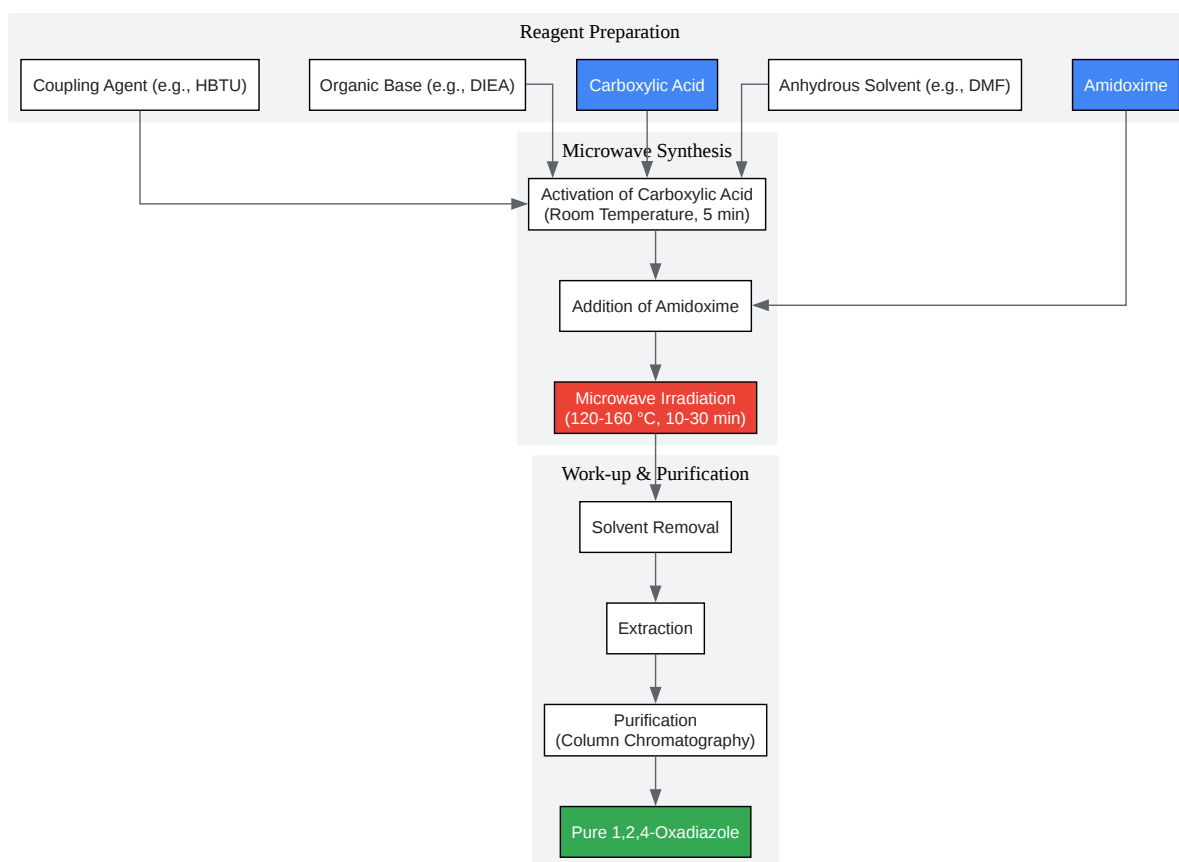 Reagent Preparation
Coupling Agent (e.g., HBTU)
Organic Base (e.g., DIEA)
Carboxylic Acid
Anhydrous Solvent (e.g., DMF)
Amidoxime
Microwave Synthesis
Activation of Carboxylic Acid
(Room Temperature, 5 min)
Addition of Amidoxime
Microwave Irradiation
(120-160 °C, 10-30 min)
Work-up & Purification
Solvent Removal
Extraction
Purification
(Column Chromatography)
Pure 1,2,4-Oxadiazole